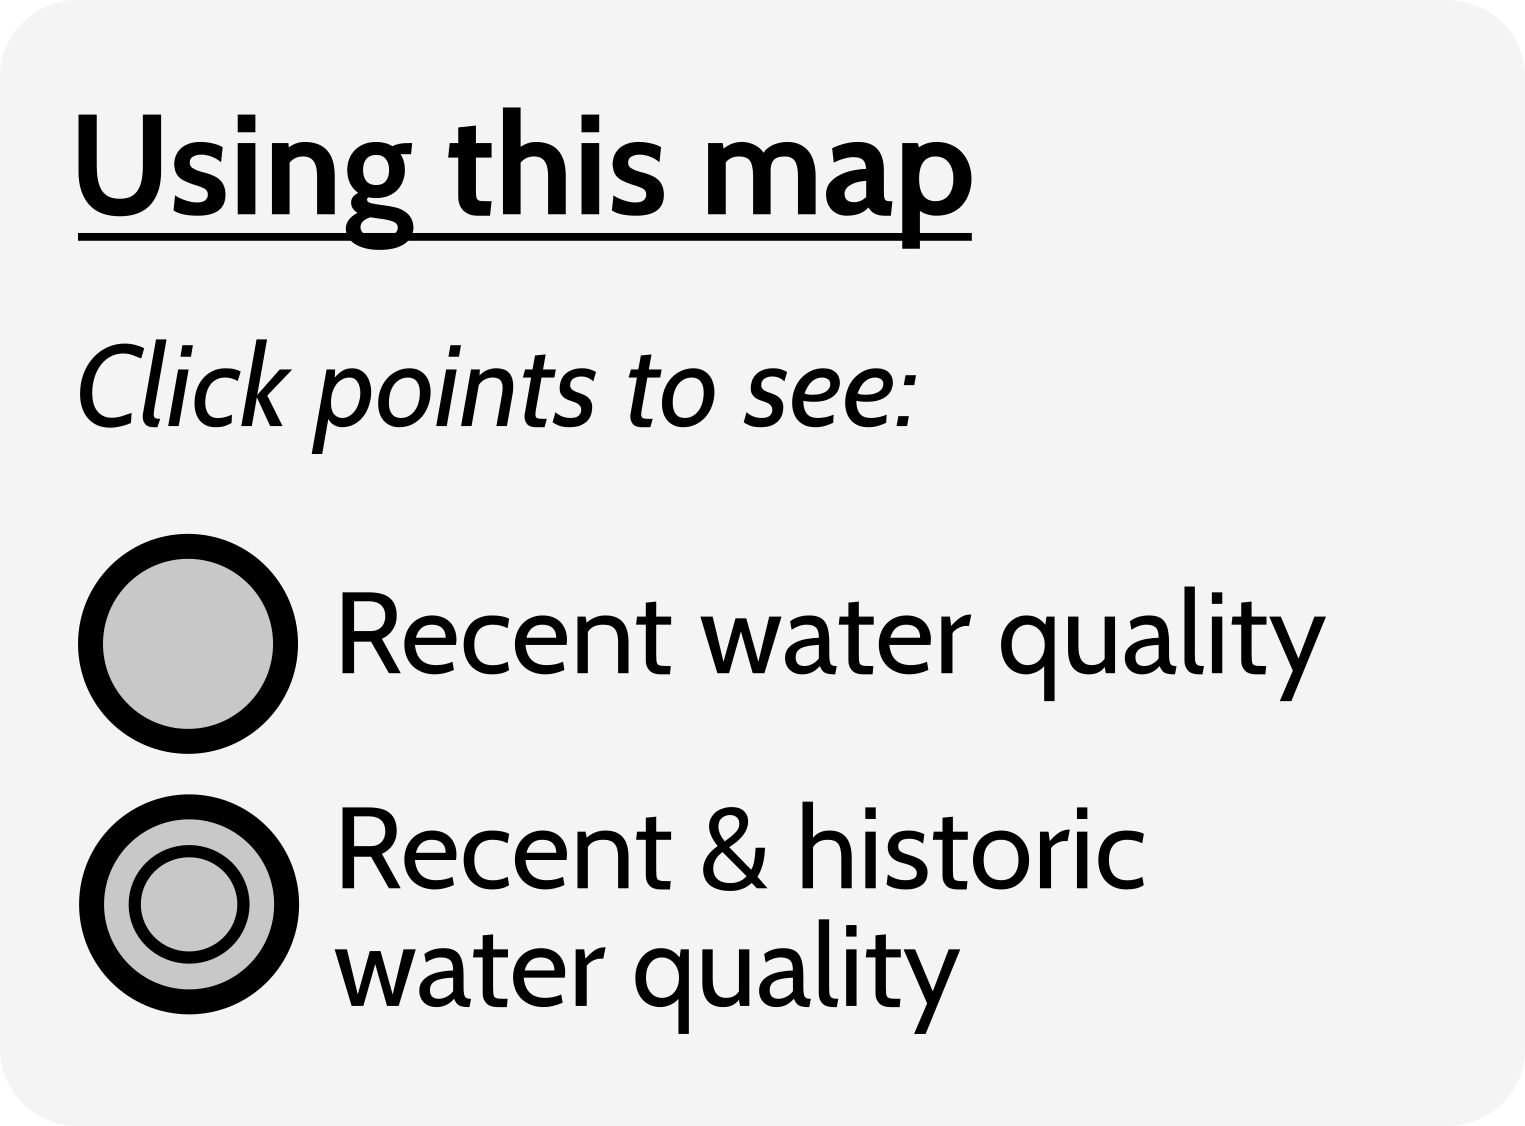 Using this map
Click points to see:
Recent water quality
Recent & historic
water quality